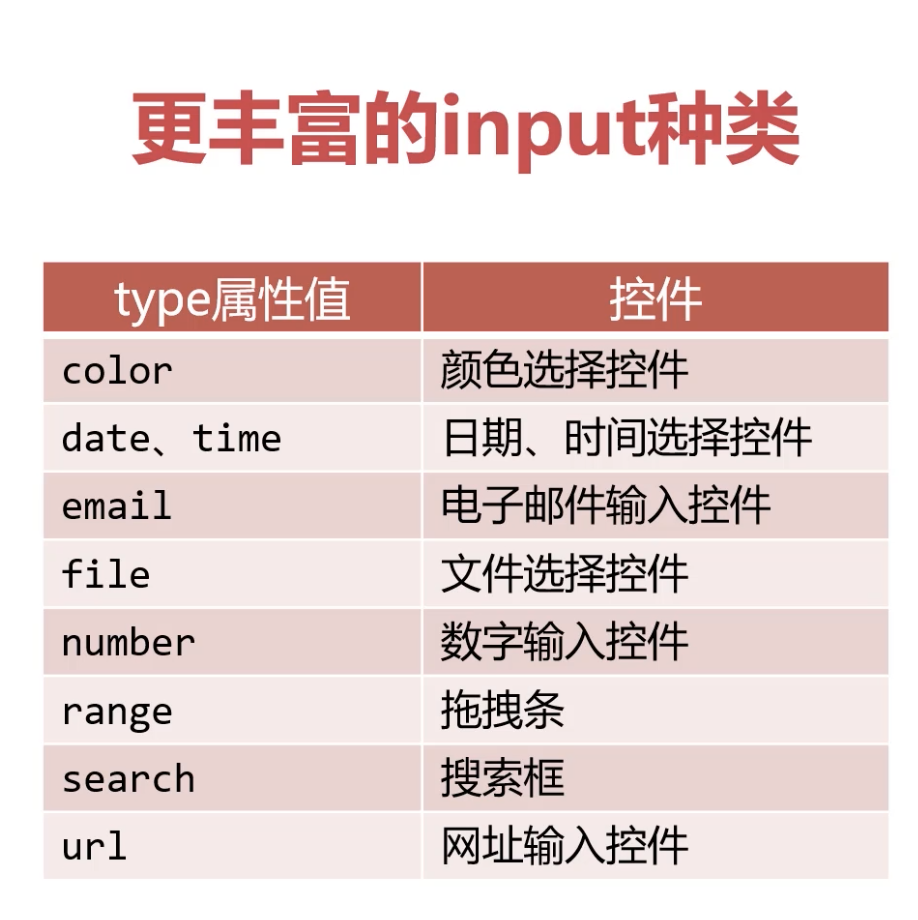 更丰富的input种类
type属性值 控件
color 颜色选择控件
date、time 日期、时间选择控件
email 电子邮件输入控件
file 文件选择控件
number 数字输入控件
range 拖拽条
search 搜索框
url 网址输入控件